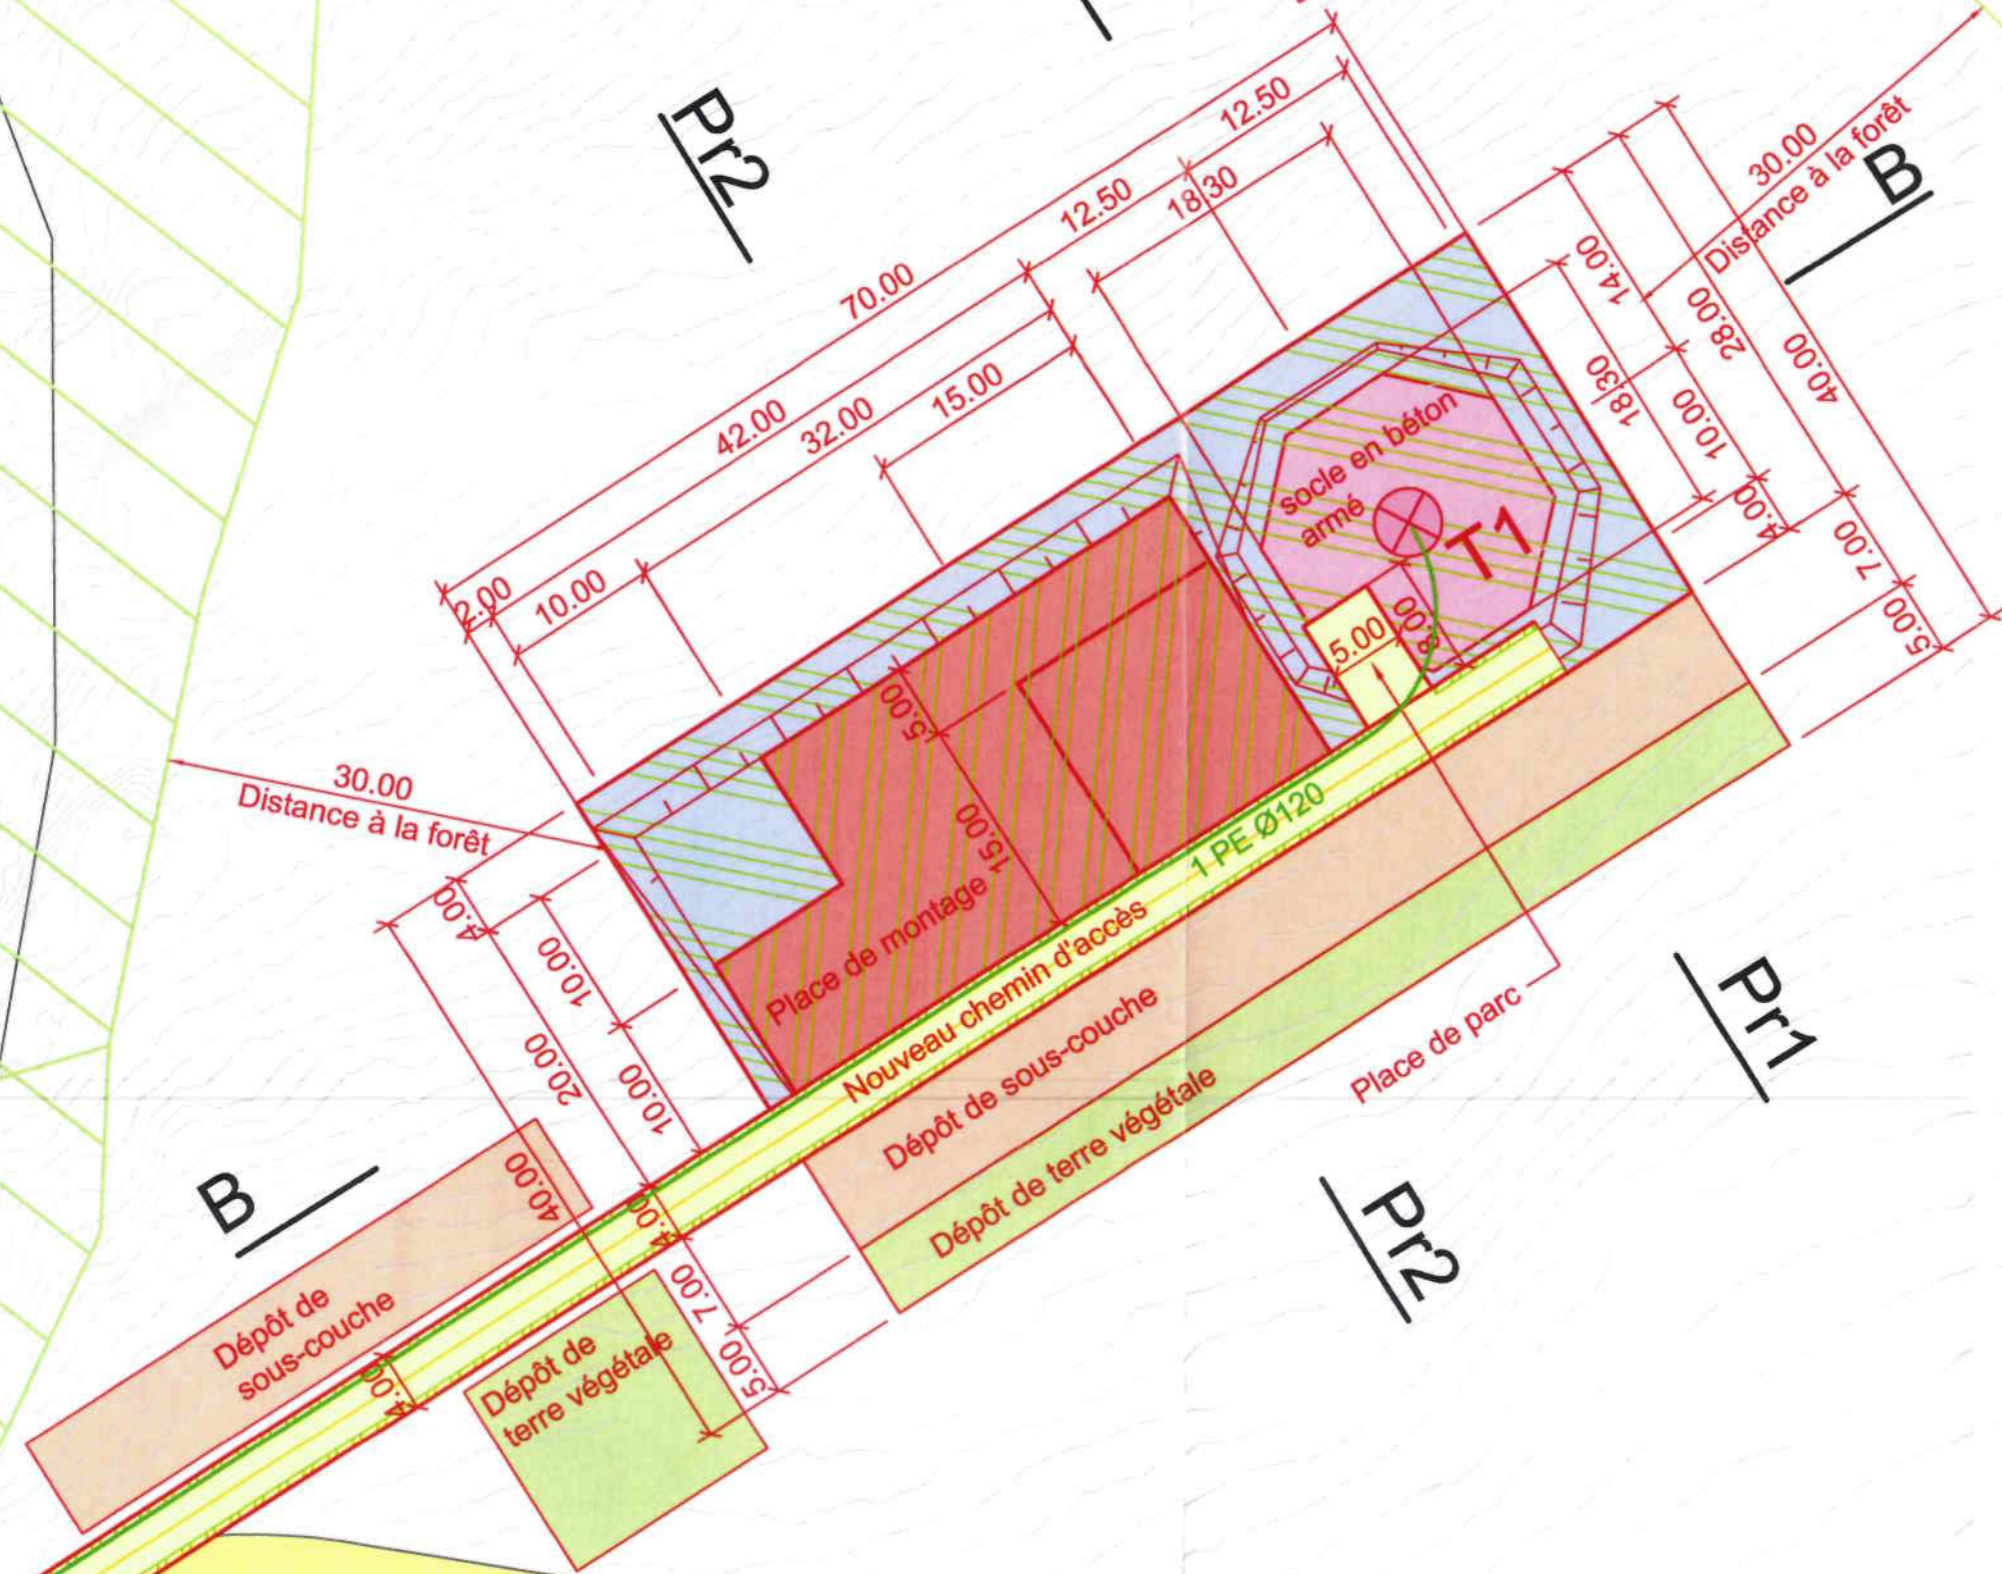 Pr2
12.50
12.50
18.30
70.00
42.00
32.00
15.00
2.00
10.00
30.00
Distance à la forêt
B
14.00
28.00
40.00
18.30
10.00
4.00
7.00
5.00
socle en béton
armé
T1
5.00
8.00
5.00
15.00
30.00
Distance à la forêt
4.00
10.00
20.00
10.00
40.00
Place de montage
1 PE Ø120
Nouveau chemin d'accès
Dépôt de sous-couche
Dépôt de terre végétale
Place de parc
Pr1
Pr2
B
4.00
7.00
5.00
Dépôt de
sous-couche
4.00
Dépôt de
terre végétale